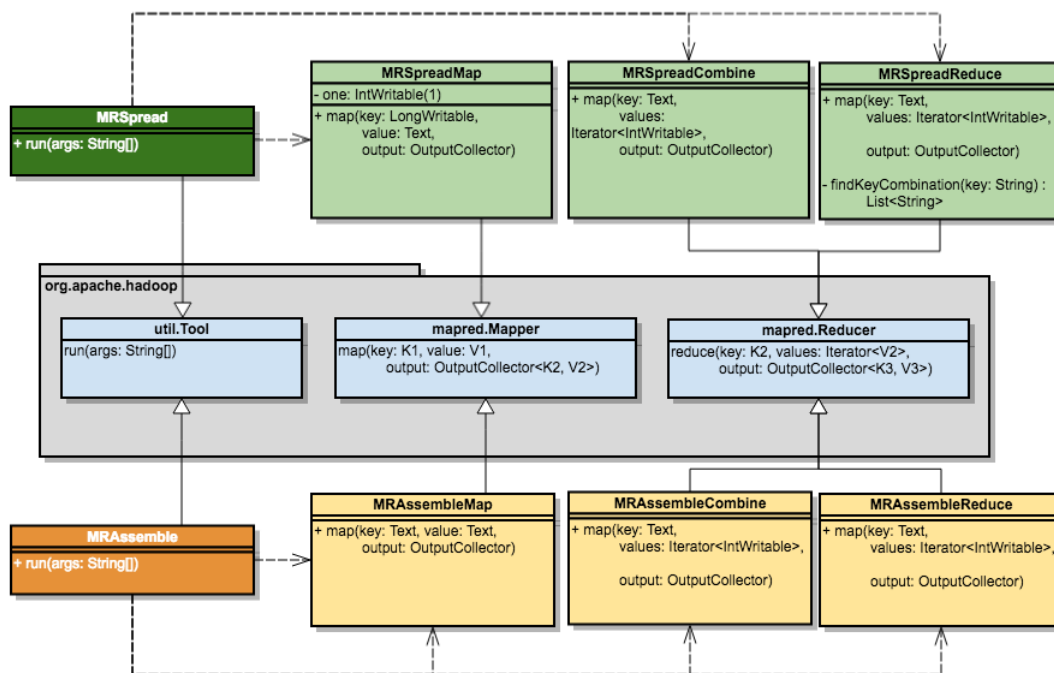 MRSpread
+ run(args: String[])
MRSpreadMap
- one: IntWritable(1)
+ map(key: LongWritable,
value: Text,
output: OutputCollector)
MRSpreadCombine
+ map(key: Text,
values:
Iterator<IntWritable>,
output: OutputCollector)
MRSpreadReduce
+ map(key: Text,
values: Iterator<IntWritable>,
output: OutputCollector)
- findKeyCombination(key: String) :
List<String>
org.apache.hadoop
util.Tool
run(args: String[])
mapred.Mapper
map(key: K1, value: V1,
output: OutputCollector<K2, V2>)
mapred.Reducer
reduce(key: K2, values: Iterator<V2>,
output: OutputCollector<K3, V3>)
MRAssemble
+ run(args: String[])
MRAssembleMap
+ map(key: Text, value: Text,
output: OutputCollector)
MRAssembleCombine
+ map(key: Text,
values: Iterator<IntWritable>,
output: OutputCollector)
MRAssembleReduce
+ map(key: Text,
values: Iterator<IntWritable>,
output: OutputCollector)